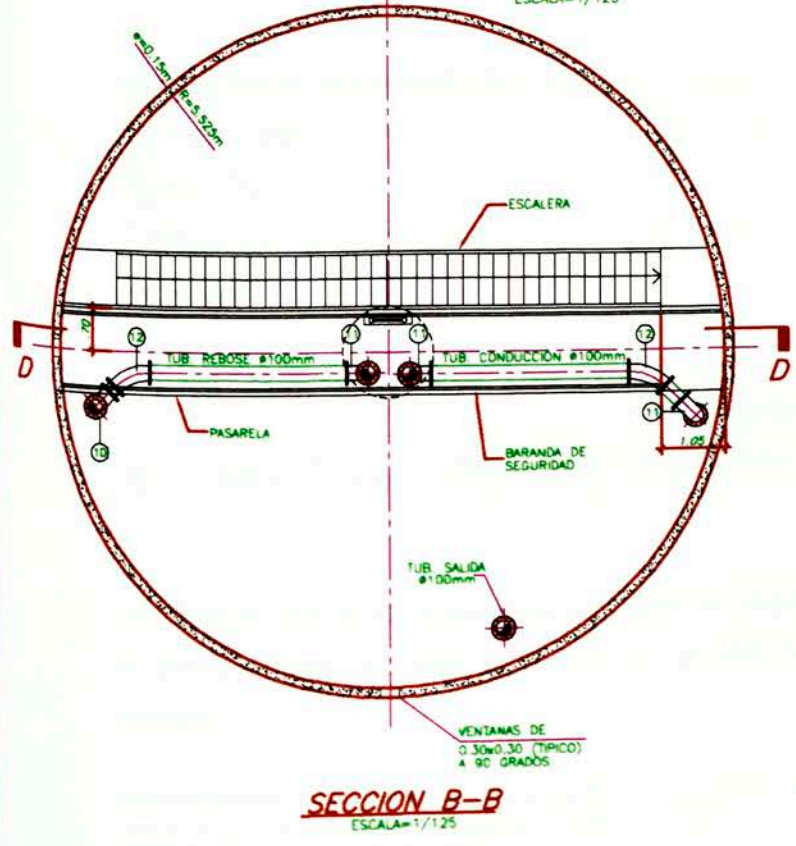 ESCALA=1/125
e=0.15m
R=5.525m
ESCALERA
.70
12
11
11
12
TUB. REBOSE ø100mm
TUB. CONDUCCIÓN ø100mm
D
D
11
10
PASARELA
1.05
BARANDA DE
SEGURIDAD
TUB. SALIDA
ø100mm
VENTANAS DE
0.30x0.30 (TIPICO)
A 90 GRADOS
SECCION B-B
ESCALA=1/125